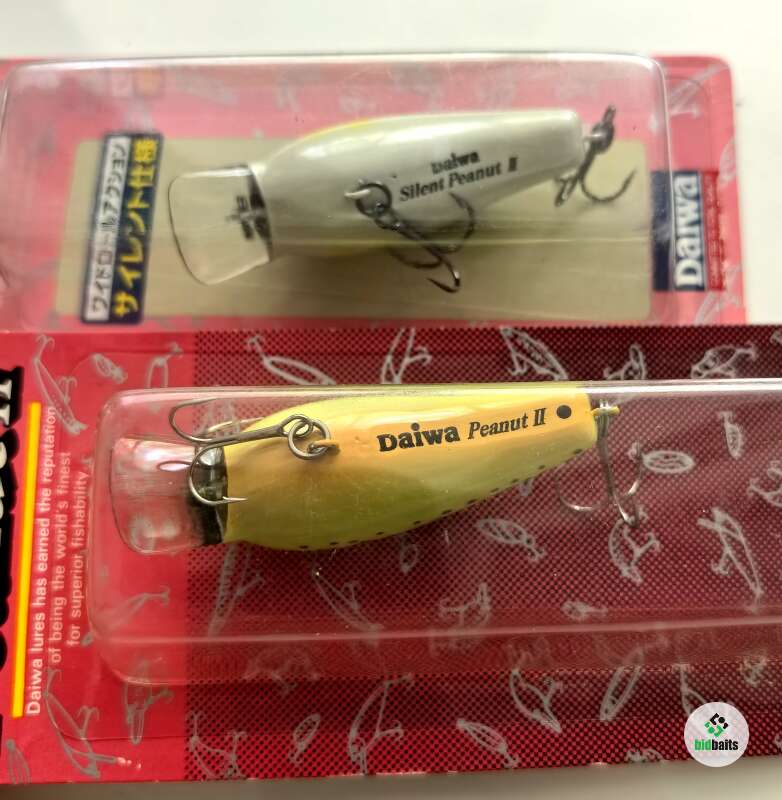 ワイドロールアクション
サイレント仕様
Daiwa
Silent Peanut II
Daiwa
Daiwa Peanut II
Daiwa lures has earned the reputation
of being the world's finest
for superior fishability.
bidbaits